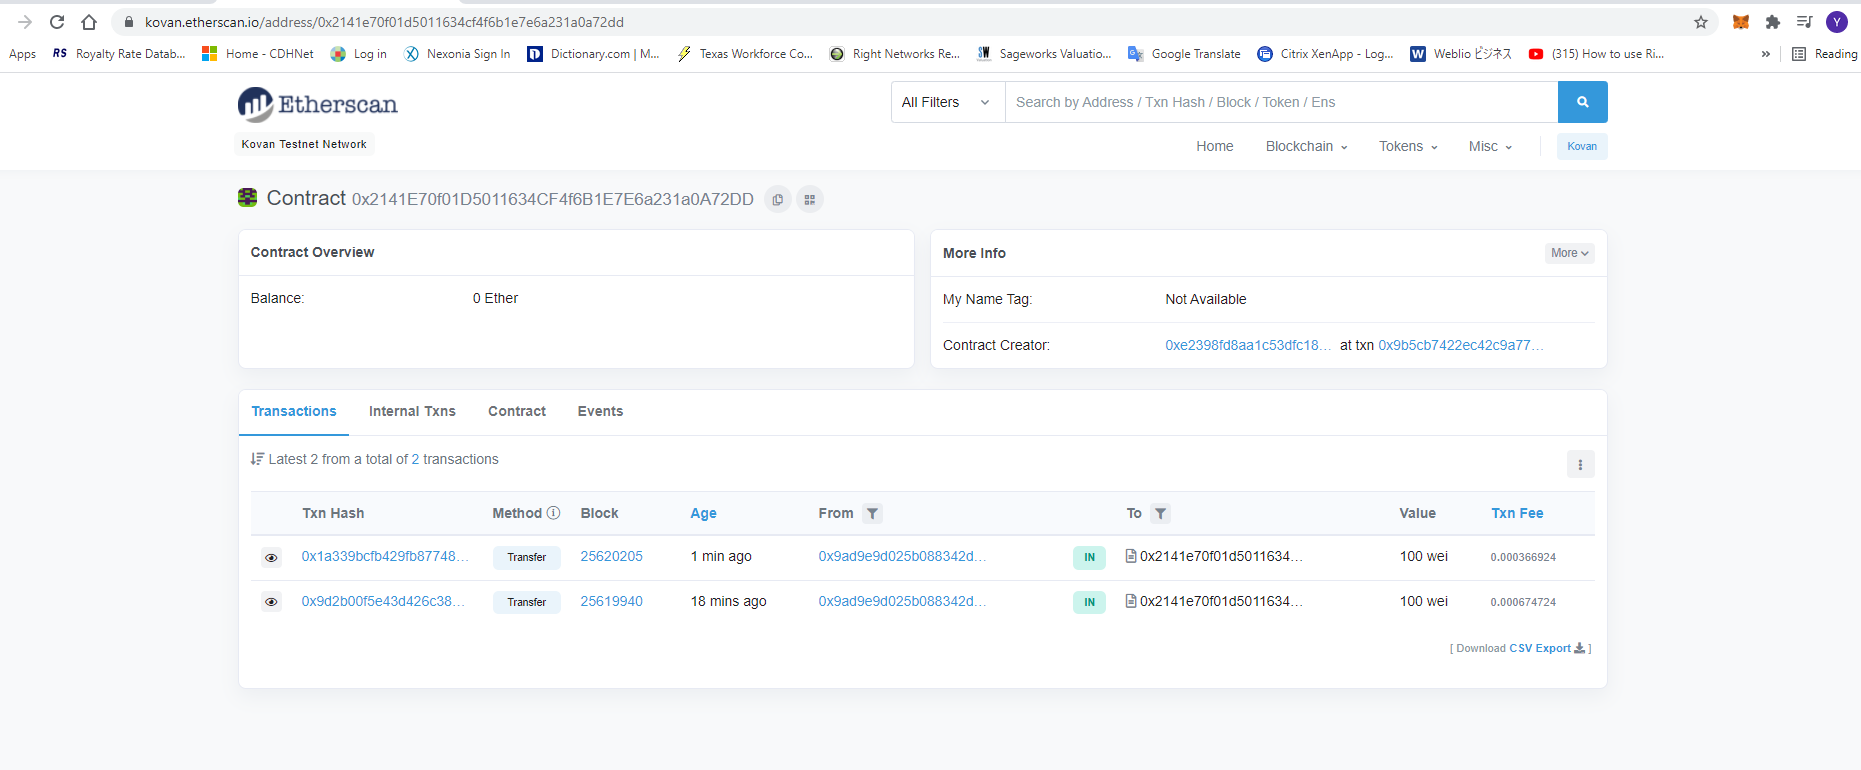 kovan.etherscan.io/address/0x2141e70f01d5011634cf4f6b1e7e6a231a0a72dd
Y
Apps RS Royalty Rate Datab... Home - CDHNet Log in Nexonia Sign In Dictionary.com | M... Texas Workforce Co... Right Networks Re... SW Sageworks Valuatio... Google Translate Citrix XenApp - Log... W Weblio ビジネス (315) How to use Ri... » Reading
Etherscan
All Filters Search by Address / Txn Hash / Block / Token / Ens
Kovan Testnet Network
Home Blockchain Tokens Misc Kovan
Contract 0x2141E70f01D5011634CF4f6B1E7E6a231a0A72DD
Contract Overview
Balance: 0 Ether
More Info More
My Name Tag: Not Available
Contract Creator: 0xe2398fd8aa1c53dfc18... at txn 0x9b5cb7422ec42c9a77...
Transactions Internal Txns Contract Events
Latest 2 from a total of 2 transactions
Txn Hash Method Block Age From To Value Txn Fee
0x1a339bcfb429fb87748... Transfer 25620205 1 min ago 0x9ad9e9d025b088342d... IN 0x2141e70f01d5011634... 100 wei 0.000366924
0x9d2b00f5e43d426c38... Transfer 25619940 18 mins ago 0x9ad9e9d025b088342d... IN 0x2141e70f01d5011634... 100 wei 0.000674724
[ Download CSV Export ]